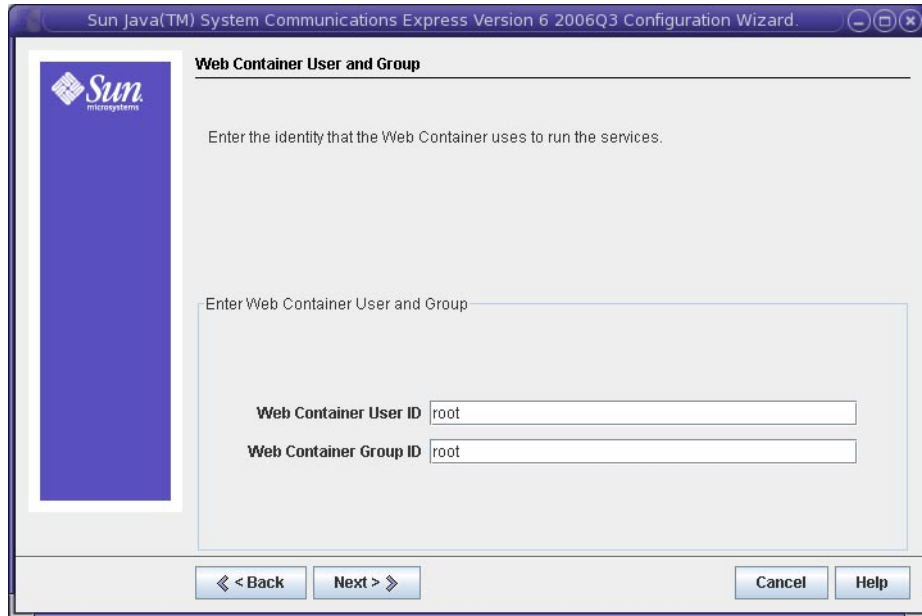 Sun Java(TM) System Communications Express Version 6 2006Q3 Configuration Wizard.
Sun
microsystems
Web Container User and Group
Enter the identity that the Web Container uses to run the services.
Enter Web Container User and Group
Web Container User ID root
Web Container Group ID root
< Back Next > Cancel Help